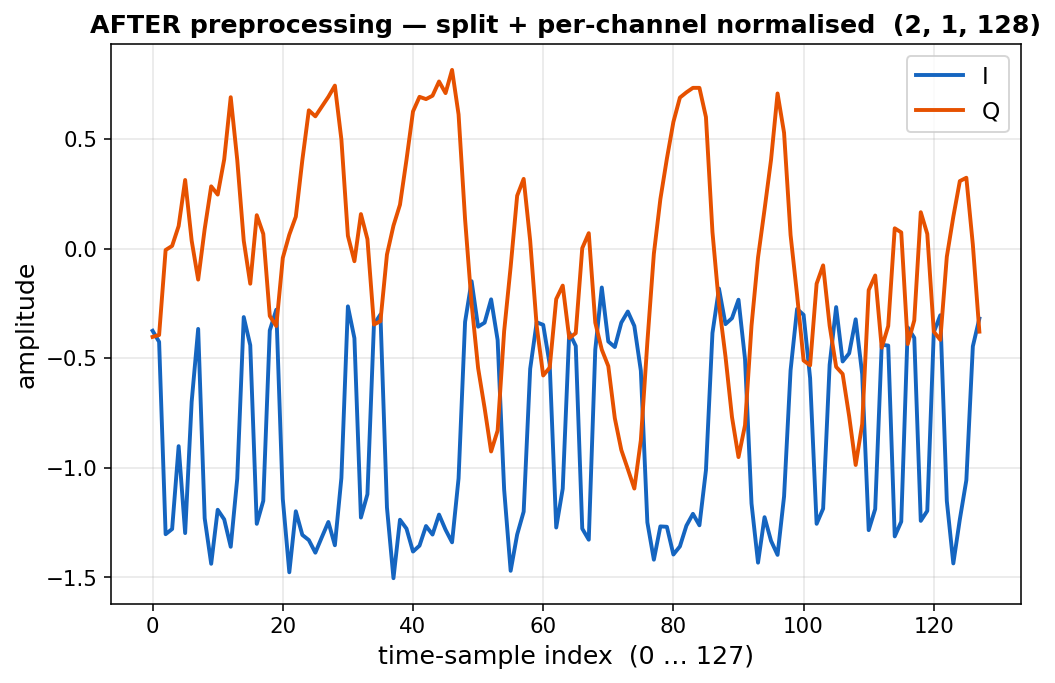 AFTER preprocessing — split + per-channel normalised  (2, 1, 128)
I
Q
amplitude
0.5
0.0
−0.5
−1.0
−1.5
0 20 40 60 80 100 120
time-sample index  (0 … 127)